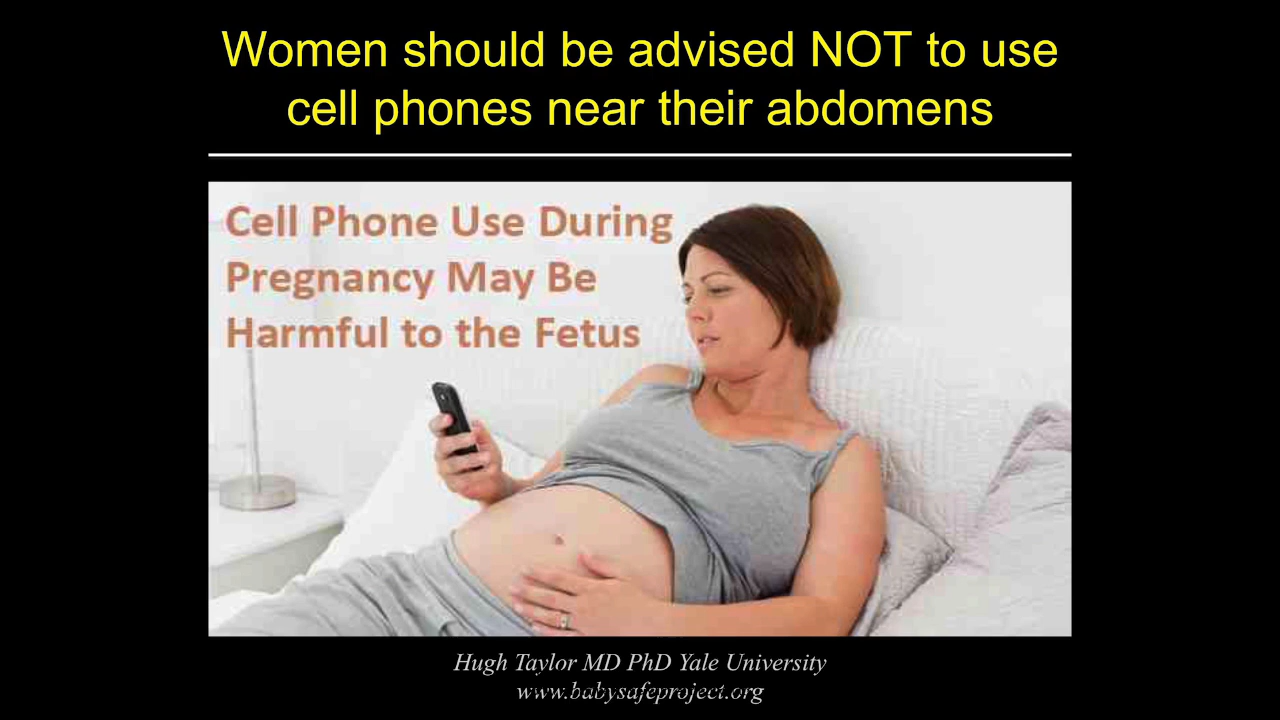 Women should be advised NOT to use
cell phones near their abdomens
Cell Phone Use During
Pregnancy May Be
Harmful to the Fetus
Hugh Taylor MD PhD Yale University
www.babysafeproject.org